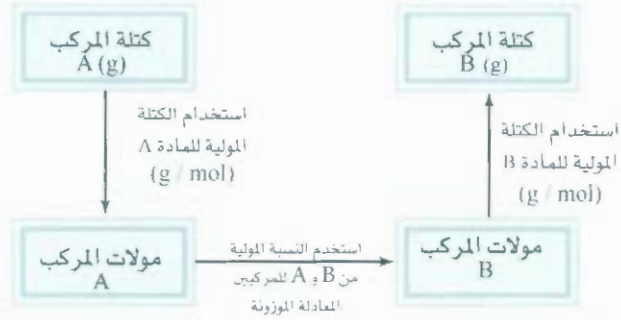 كتلة المركب
A (g)
استخدام الكتلة
المولية للمادة A
(g / mol)
مولات المركب
A
استخدم النسبة المولية
للمركبين A و B من
المعادلة الموزونة
مولات المركب
B
استخدام الكتلة
المولية للمادة B
(g / mol)
كتلة المركب
B (g)